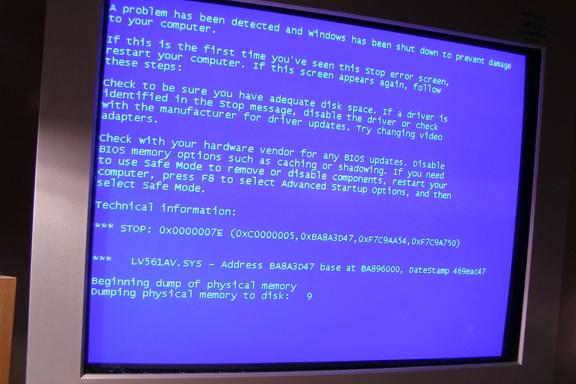 A problem has been detected and windows has been shut down to prevent damage
to your computer.
If this is the first time you've seen this stop error screen,
restart your computer. If this screen appears again, follow
these steps:
Check to be sure you have adequate disk space. If a driver is
identified in the Stop message, disable the driver or check
with the manufacturer for driver updates. Try changing video
adapters.
Check with your hardware vendor for any BIOS updates. Disable
BIOS memory options such as caching or shadowing. If you need
to use Safe Mode to remove or disable components, restart your
computer, press F8 to select Advanced Startup Options, and then
select Safe Mode.
Technical information:
*** STOP: 0x0000007E (0xC0000005,0xBA8A3D47,0xF7C9AA54,0xF7C9A750)
*** LV561AV.SYS - Address BA8A3D47 base at BA896000, DateStamp 469eac47
Beginning dump of physical memory
Dumping physical memory to disk: 9